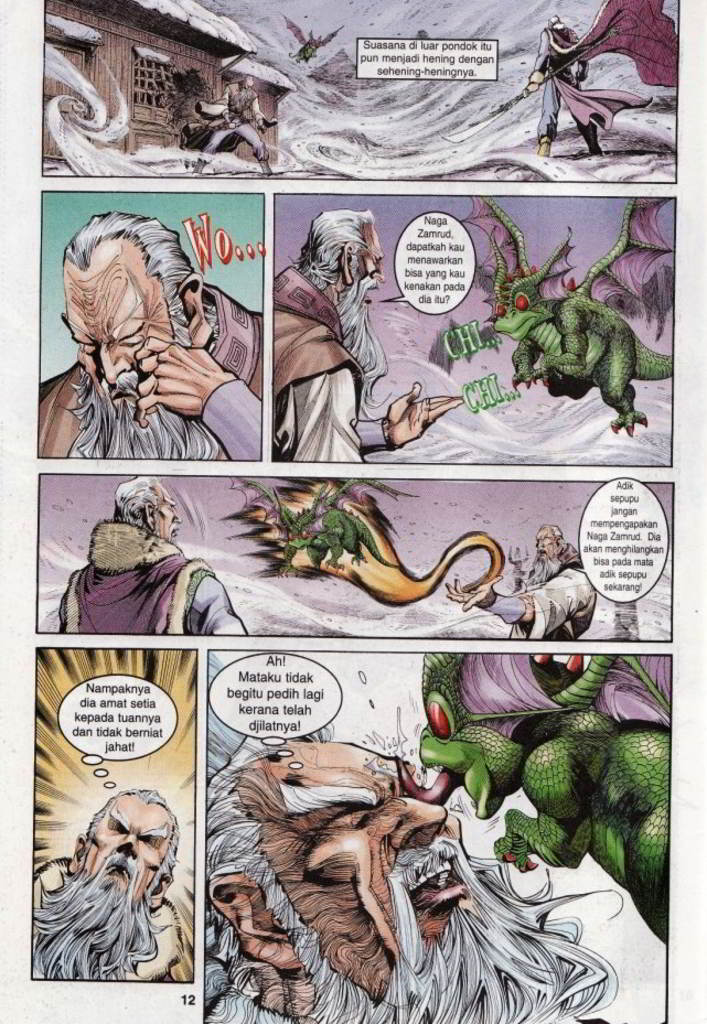 Suasana di luar pondok itu
pun menjadi hening dengan
sehening-heningnya.
WO...
Naga
Zamrud,
dapatkah kau
menawarkan
bisa yang kau
kenakan pada
dia itu?
CHI...
CHI...
Adik
sepupu
jangan
mempengapakan
Naga Zamrud. Dia
akan menghilangkan
bisa pada mata
adik sepupu
sekarang!
Nampaknya
dia amat setia
kepada tuannya
dan tidak berniat
jahat!
Ah!
Mataku tidak
begitu pedih lagi
kerana telah
djilatnya!
12